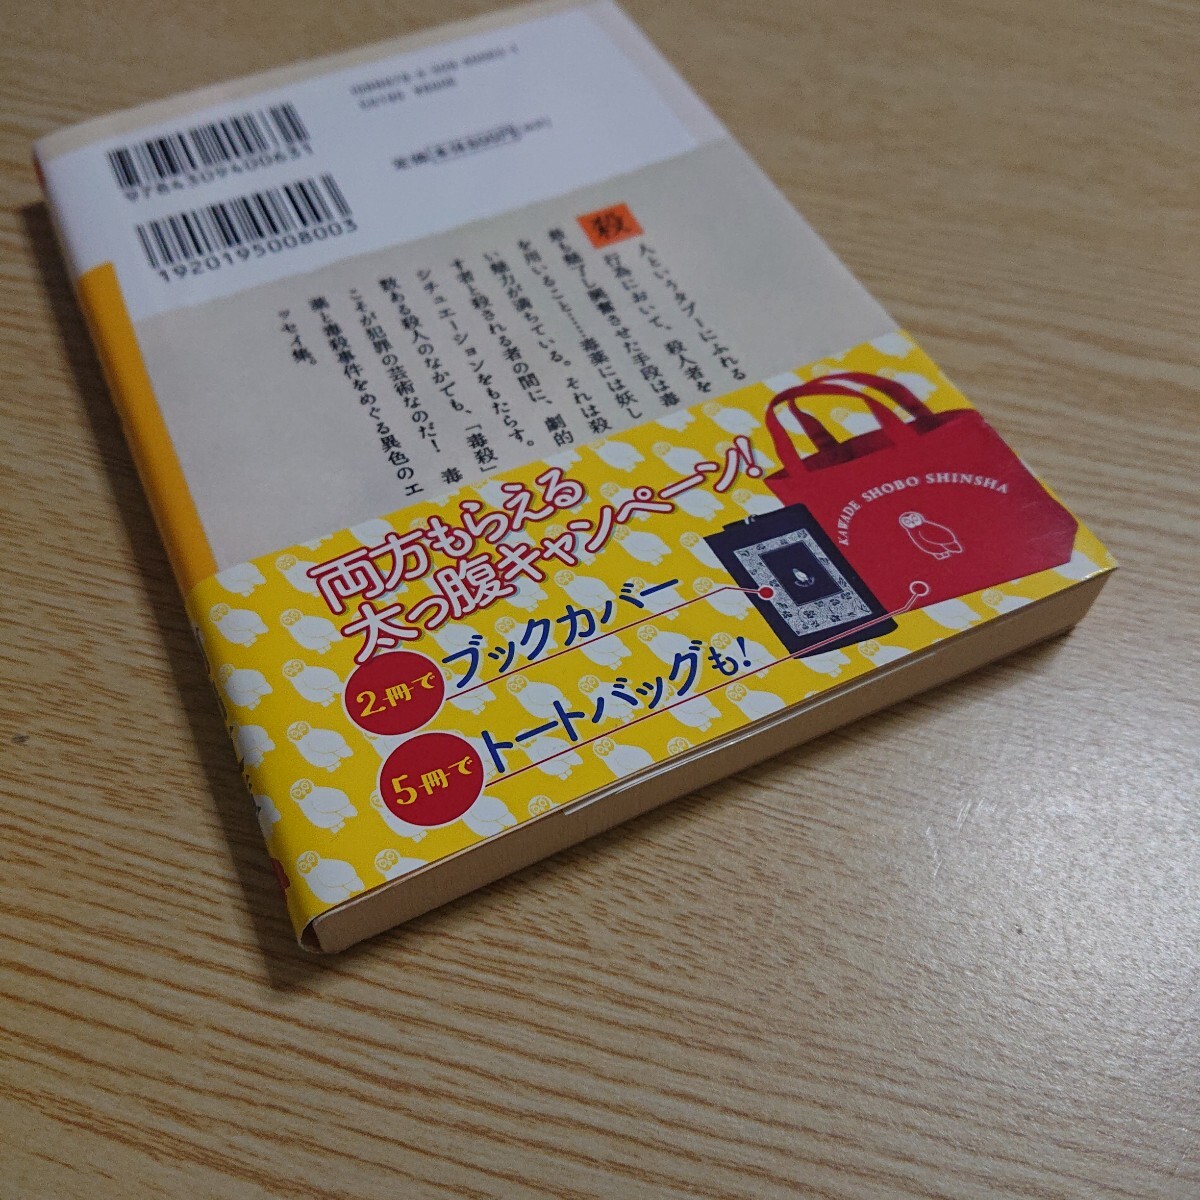 9784309400631
1920195008003
殺
人というタブーにふれる
行為において、殺人者を
最も魅了し興奮させた手段は毒
を用いること……毒薬には妖し
い魅力が満ちている。それは殺
す者と殺される者の間に、劇的
シチュエーションをもたらす。
数ある殺人のなかでも、「毒殺」
こそが犯罪の芸術なのだ! 毒
薬と毒殺事件をめぐる異色のエ
ッセイ集。
両方もらえる
太っ腹キャンペーン!
2冊で ブックカバー
5冊で トートバッグも!
KAWADE SHOBO SHINSHA